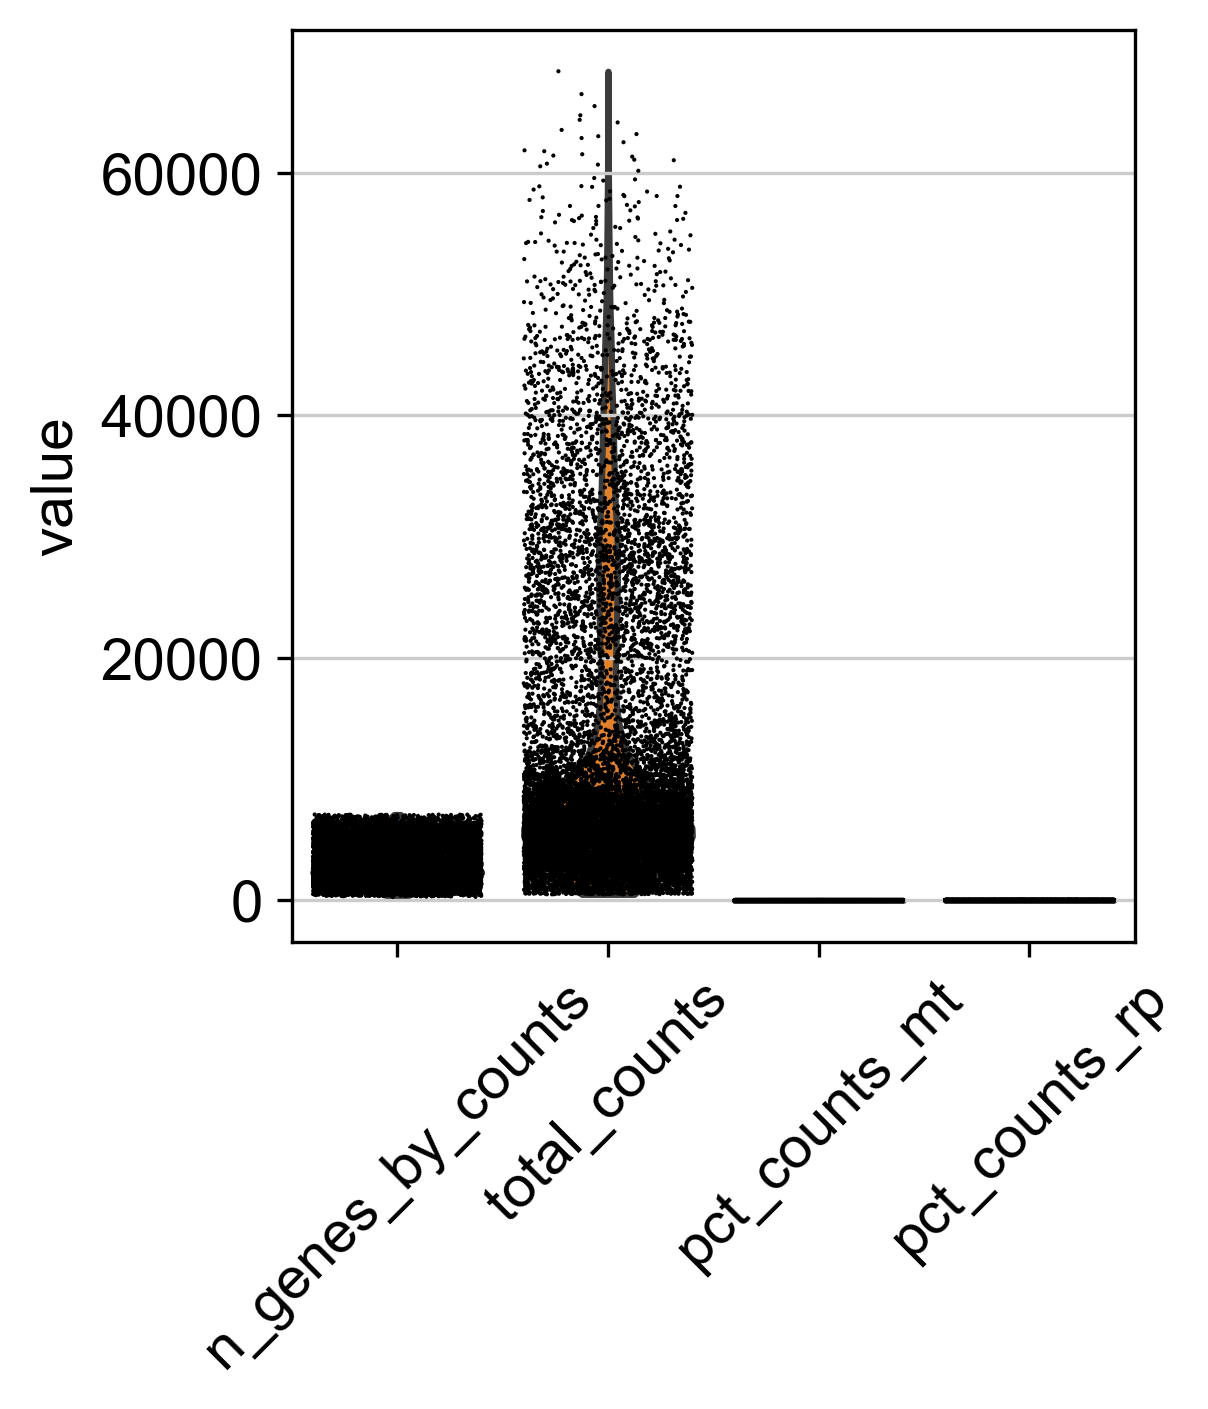 value
60000
40000
20000
0
n_genes_by_counts
total_counts
pct_counts_mt
pct_counts_rp